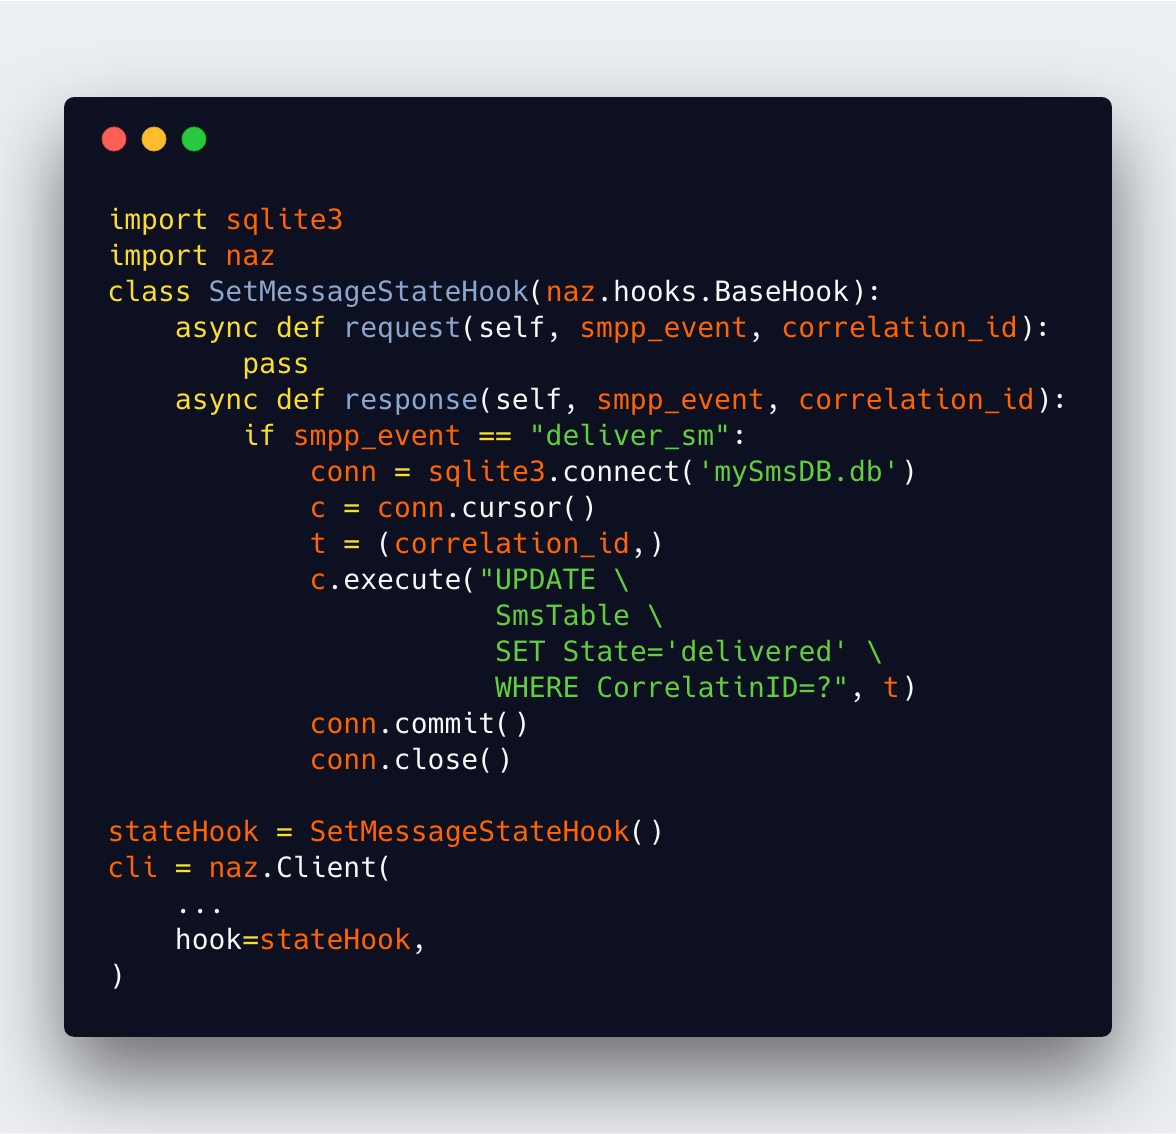 import sqlite3
import naz
class SetMessageStateHook(naz.hooks.BaseHook):
    async def request(self, smpp_event, correlation_id):
        pass
    async def response(self, smpp_event, correlation_id):
        if smpp_event == "deliver_sm":
            conn = sqlite3.connect('mySmsDB.db')
            c = conn.cursor()
            t = (correlation_id,)
            c.execute("UPDATE \
                       SmsTable \
                       SET State='delivered' \
                       WHERE CorrelatinID=?", t)
            conn.commit()
            conn.close()

stateHook = SetMessageStateHook()
cli = naz.Client(
    ...
    hook=stateHook,
)